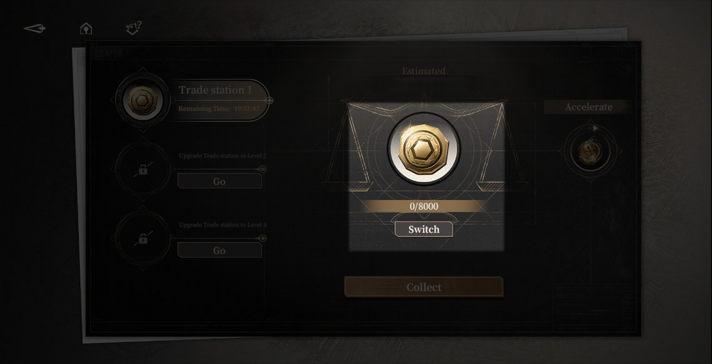 Estimated
Trade station 1
Remaining Time:
Accelerate
Upgrade Trade station to Level 2
Go
0/8000
Switch
Upgrade Trade station to Level 3
Go
Collect